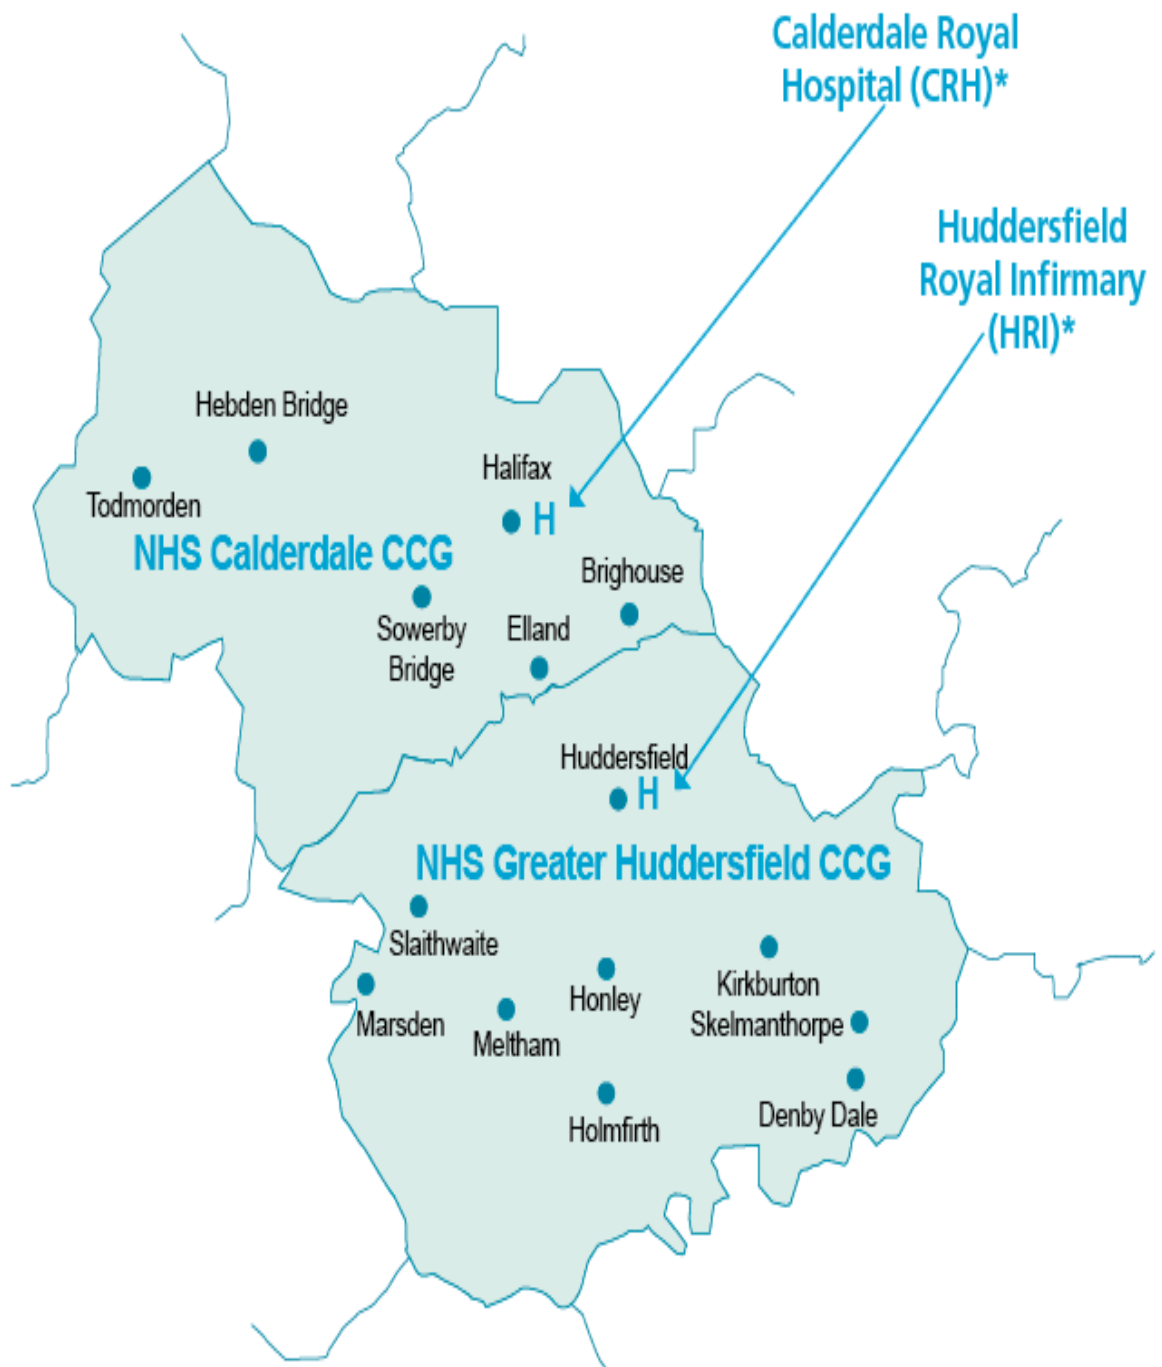 Calderdale Royal
Hospital (CRH)*
Huddersfield
Royal Infirmary
(HRI)*
Hebden Bridge
Halifax
Todmorden
H
NHS Calderdale CCG
Brighouse
Sowerby
Bridge
Elland
Huddersfield
H
NHS Greater Huddersfield CCG
Slaithwaite
Kirkburton
Honley
Marsden
Skelmanthorpe
Meltham
Denby Dale
Holmfirth